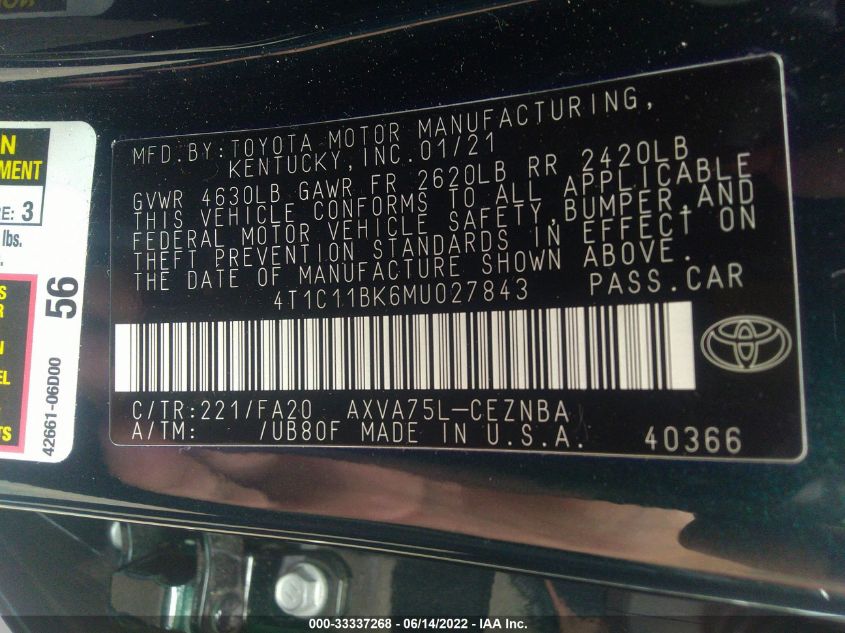 MFD.BY:TOYOTA MOTOR MANUFACTURING,
KENTUCKY,INC.01/21
GVWR 4630LB GAWR FR 2620LB RR 2420LB
THIS VEHICLE CONFORMS TO ALL APPLICABLE
FEDERAL MOTOR VEHICLE SAFETY,BUMPER,AND
THEFT PREVENTION STANDARDS IN EFFECT ON
THE DATE OF MANUFACTURE SHOWN ABOVE.
4T1C11BK6MU027843 PASS.CAR
C/TR:221/FA20 AXVA75L-CEZNBA
A/TM: /UB80F MADE IN U.S.A. 40366
MENT
E: 3
lbs.
56
42661-06D00
000-33337268 - 06/14/2022 - IAA Inc.